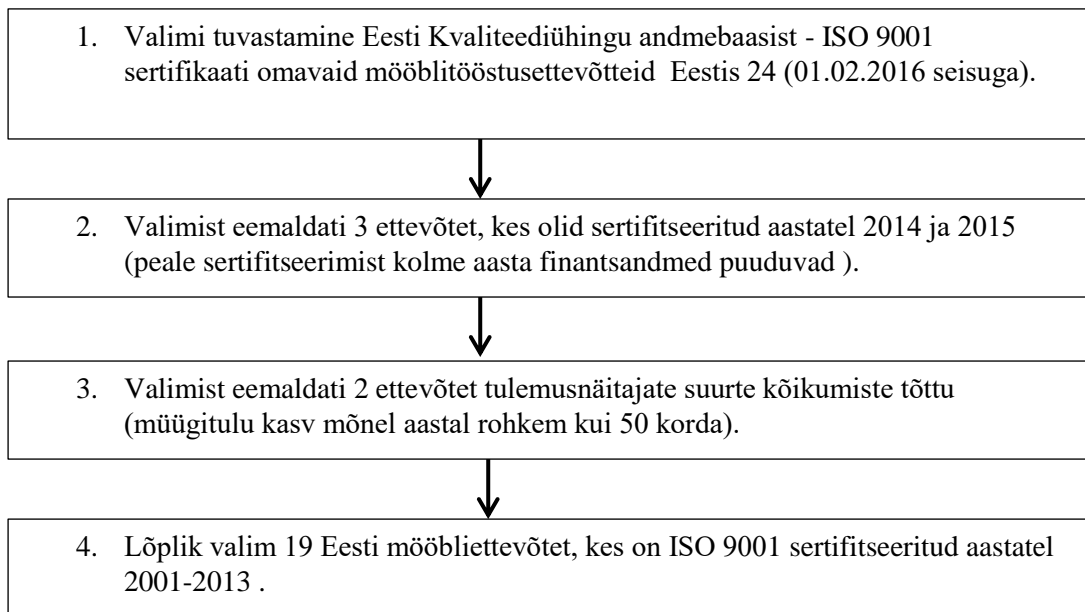 1. Valimi tuvastamine Eesti Kvaliteediühingu andmebaasist - ISO 9001
sertifikaati omavaid mööblitööstusettevõtteid Eestis 24 (01.02.2016 seisuga).
2. Valimist eemaldati 3 ettevõtet, kes olid sertifitseeritud aastatel 2014 ja 2015
(peale sertifitseerimist kolme aasta finantsandmed puuduvad ).
3. Valimist eemaldati 2 ettevõtet tulemusnäitajate suurte kõikumiste tõttu
(müügitulu kasv mõnel aastal rohkem kui 50 korda).
4. Lõplik valim 19 Eesti mööbliettevõtet, kes on ISO 9001 sertifitseeritud aastatel
2001-2013 .